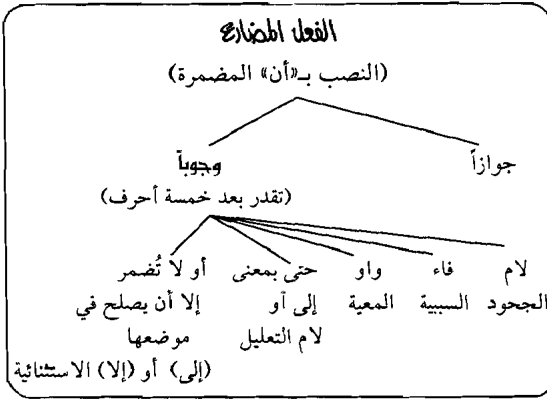 الفعل المضارع
(النصب بـ«أن» المضمرة)
جوازاً
وجوباً
(تقدر بعد خمسة أحرف)
لام
الجحود
فاء
السببية
واو
المعية
حتى بمعنى
إلى أو
لام التعليل
أو لا تُضمر
إلا أن يصلح في
موضعها
(إلى) أو (إلا) الاستثنائية